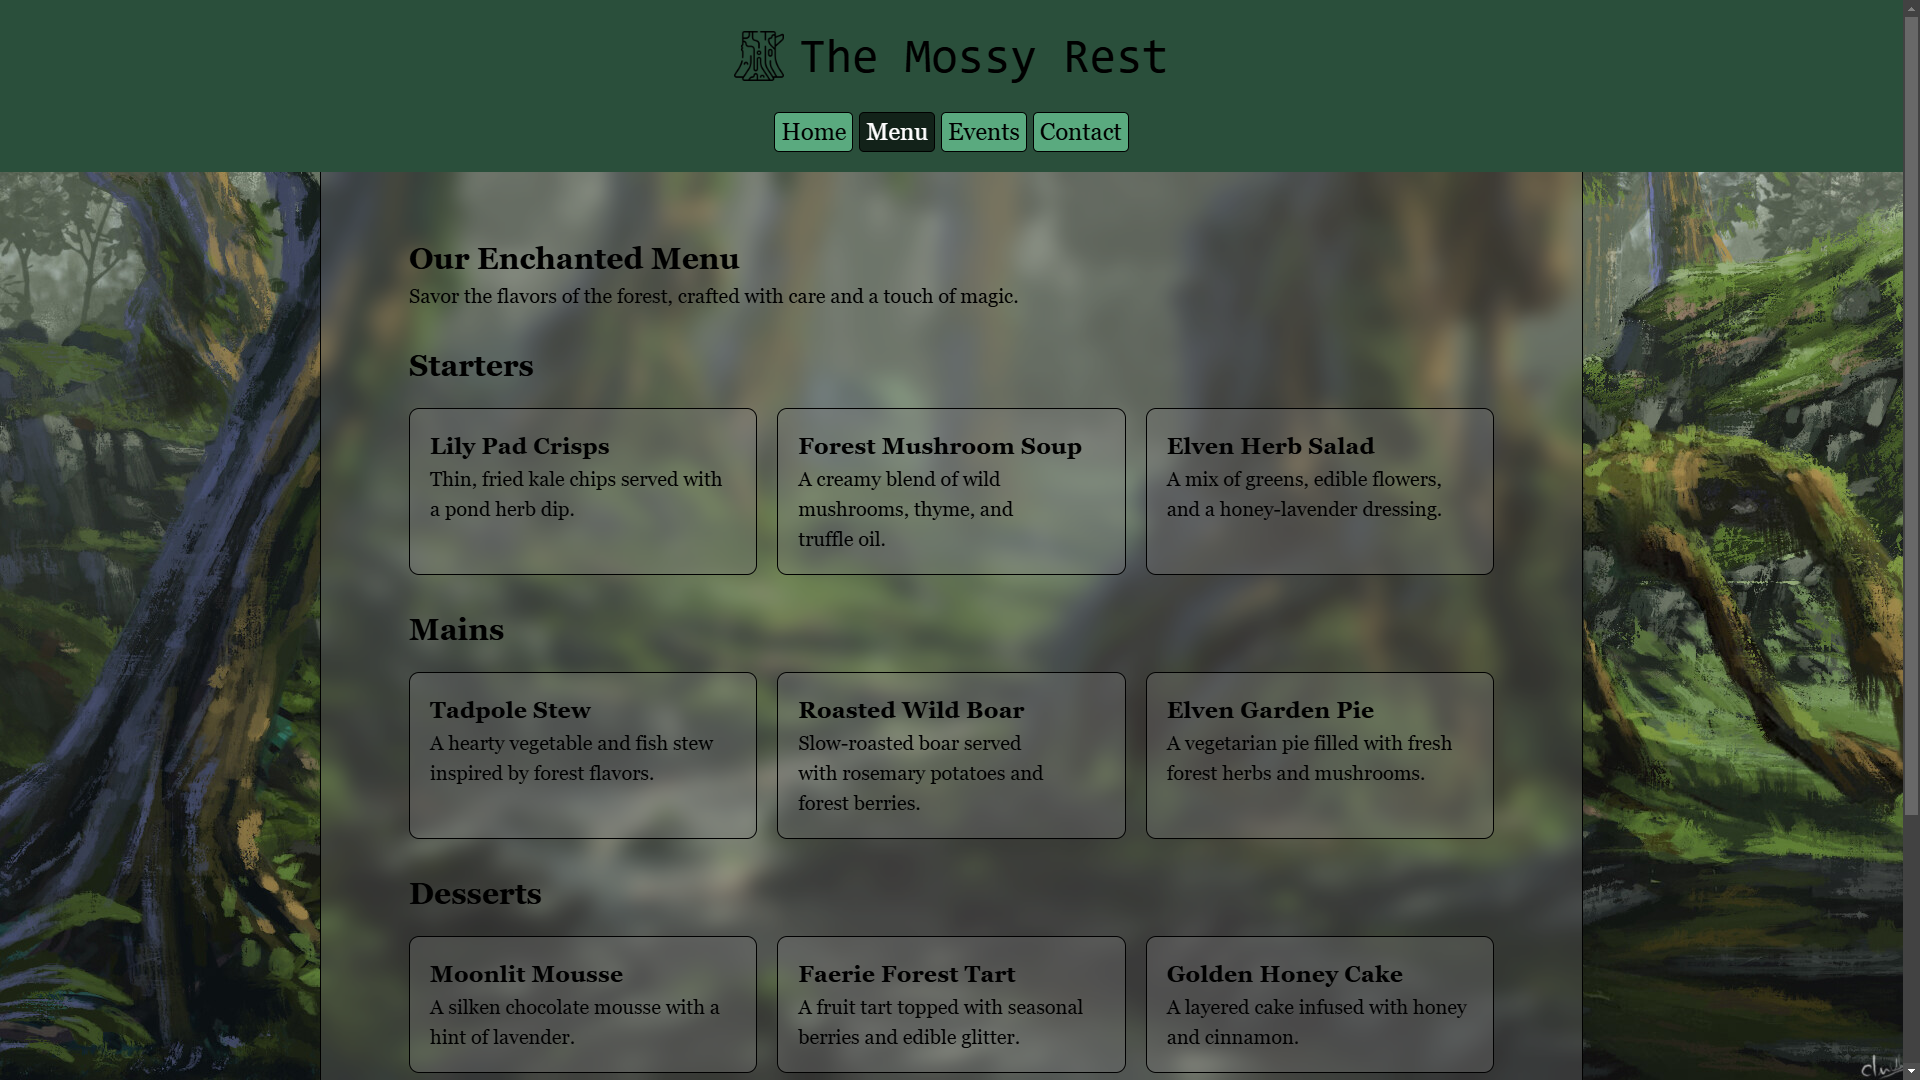 The Mossy Rest
Home Menu Events Contact
Our Enchanted Menu
Savor the flavors of the forest, crafted with care and a touch of magic.
Starters
Lily Pad Crisps
Thin, fried kale chips served with
a pond herb dip.
Forest Mushroom Soup
A creamy blend of wild
mushrooms, thyme, and
truffle oil.
Elven Herb Salad
A mix of greens, edible flowers,
and a honey-lavender dressing.
Mains
Tadpole Stew
A hearty vegetable and fish stew
inspired by forest flavors.
Roasted Wild Boar
Slow-roasted boar served
with rosemary potatoes and
forest berries.
Elven Garden Pie
A vegetarian pie filled with fresh
forest herbs and mushrooms.
Desserts
Moonlit Mousse
A silken chocolate mousse with a
hint of lavender.
Faerie Forest Tart
A fruit tart topped with seasonal
berries and edible glitter.
Golden Honey Cake
A layered cake infused with honey
and cinnamon.